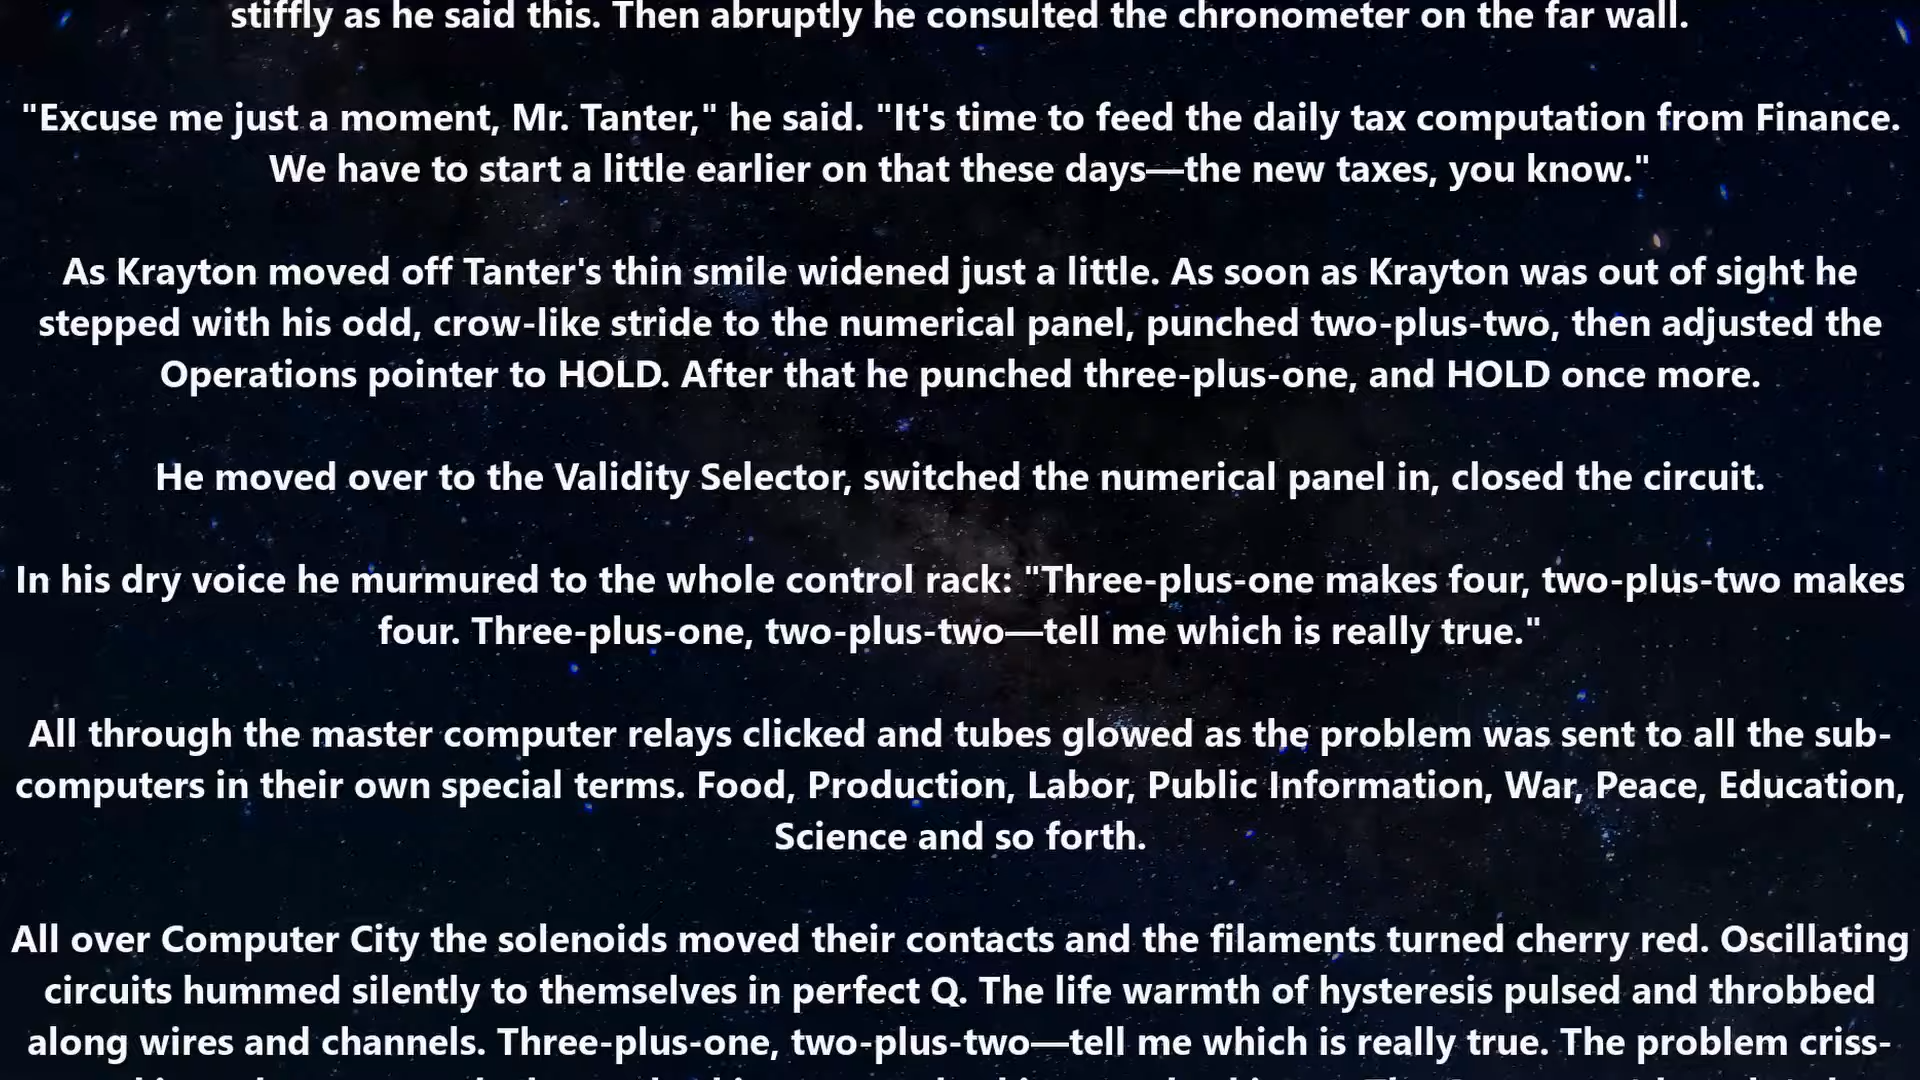 stiffly as he said this. Then abruptly he consulted the chronometer on the far wall.
"Excuse me just a moment, Mr. Tanter," he said. "It's time to feed the daily tax computation from Finance.
We have to start a little earlier on that these days—the new taxes, you know."
As Krayton moved off Tanter's thin smile widened just a little. As soon as Krayton was out of sight he
stepped with his odd, crow-like stride to the numerical panel, punched two-plus-two, then adjusted the
Operations pointer to HOLD. After that he punched three-plus-one, and HOLD once more.
He moved over to the Validity Selector, switched the numerical panel in, closed the circuit.
In his dry voice he murmured to the whole control rack: "Three-plus-one makes four, two-plus-two makes
four. Three-plus-one, two-plus-two—tell me which is really true."
All through the master computer relays clicked and tubes glowed as the problem was sent to all the sub-
computers in their own special terms. Food, Production, Labor, Public Information, War, Peace, Education,
Science and so forth.
All over Computer City the solenoids moved their contacts and the filaments turned cherry red. Oscillating
circuits hummed silently to themselves in perfect Q. The life warmth of hysteresis pulsed and throbbed
along wires and channels. Three-plus-one, two-plus-two—tell me which is really true. The problem criss-